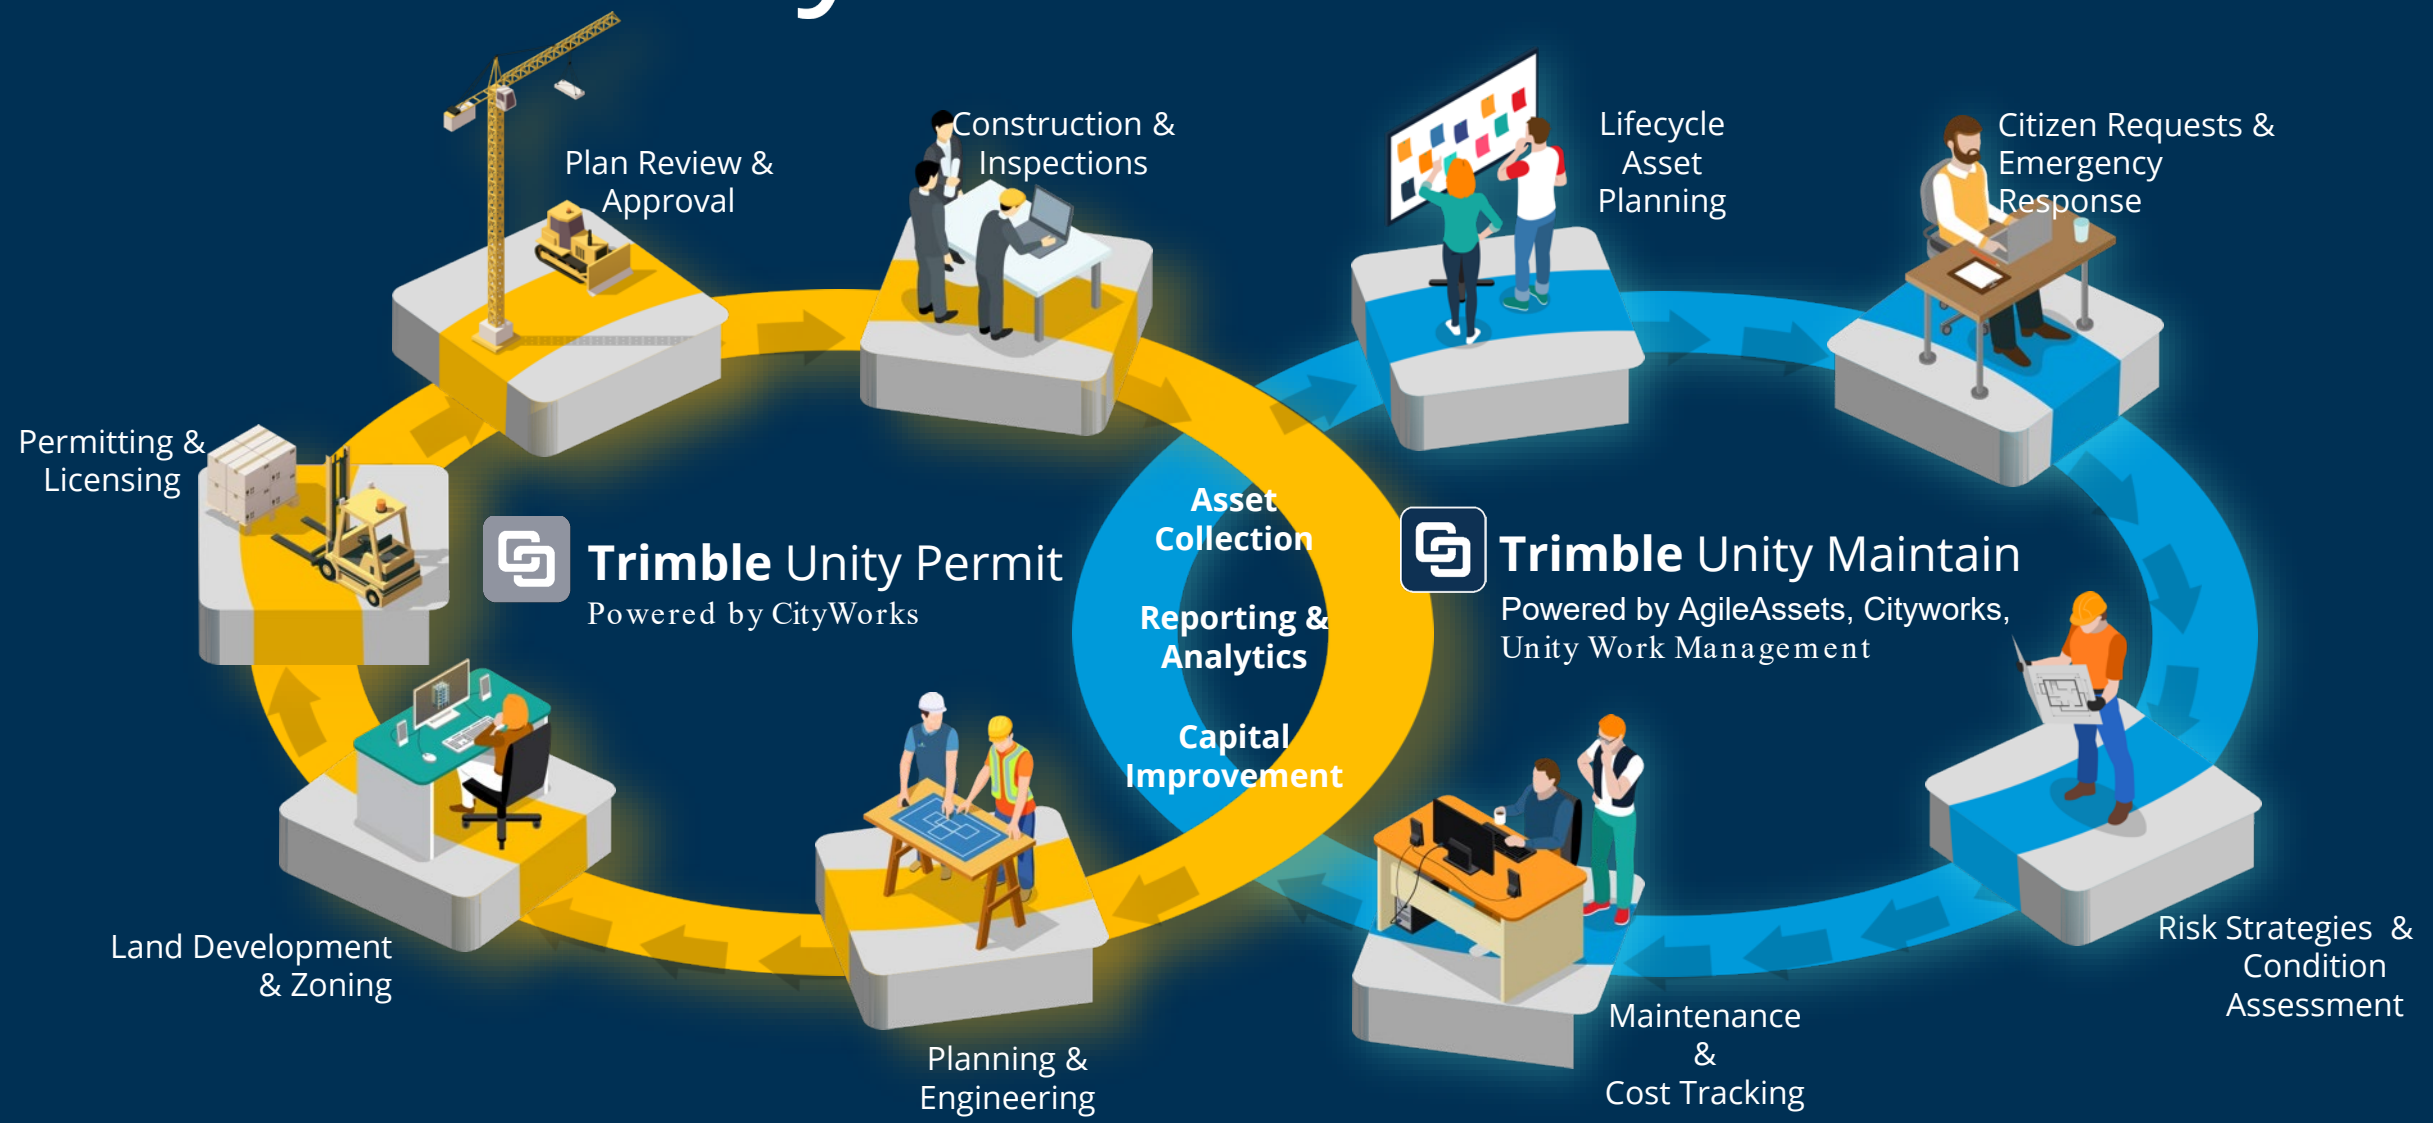 Plan Review &
Approval
Construction &
Inspections
Lifecycle
Asset
Planning
Citizen Requests &
Emergency
Response
Permitting &
Licensing
Trimble Unity Permit
Powered by CityWorks
Asset
Collection
Reporting &
Analytics
Capital
Improvement
Trimble Unity Maintain
Powered by AgileAssets, Cityworks,
Unity Work Management
Land Development
& Zoning
Planning &
Engineering
Maintenance
&
Cost Tracking
Risk Strategies &
Condition
Assessment